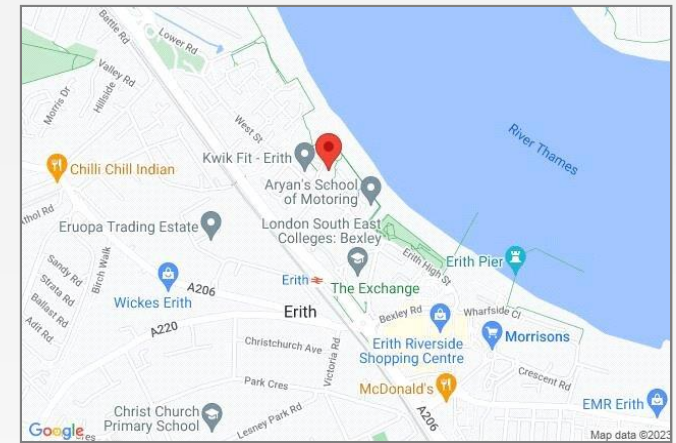 Battle Rd
Lower Rd
Valley Rd
Morris Dr
Hillside
West St
River Thames
Kwik Fit - Erith
Chilli Chill Indian
Aryan's School
of Motoring
Athol Rd
Eruopa Trading Estate
London South East
Colleges: Bexley
Erith High St
Erith Pier
Sandy Rd
Strata Rd
Ballast Rd
Adit Rd
Birch Walk
A206
Wickes Erith
Erith
The Exchange
Erith
Bexley Rd
Wharfside Cl
A220
Christchurch Ave
Victoria Rd
Erith Riverside
Shopping Centre
Morrisons
Crescent Rd
Park Cres
McDonald's
EMR Erith
Christ Church
Primary School
Lesney Park Rd
A206
Google
Map data ©2023